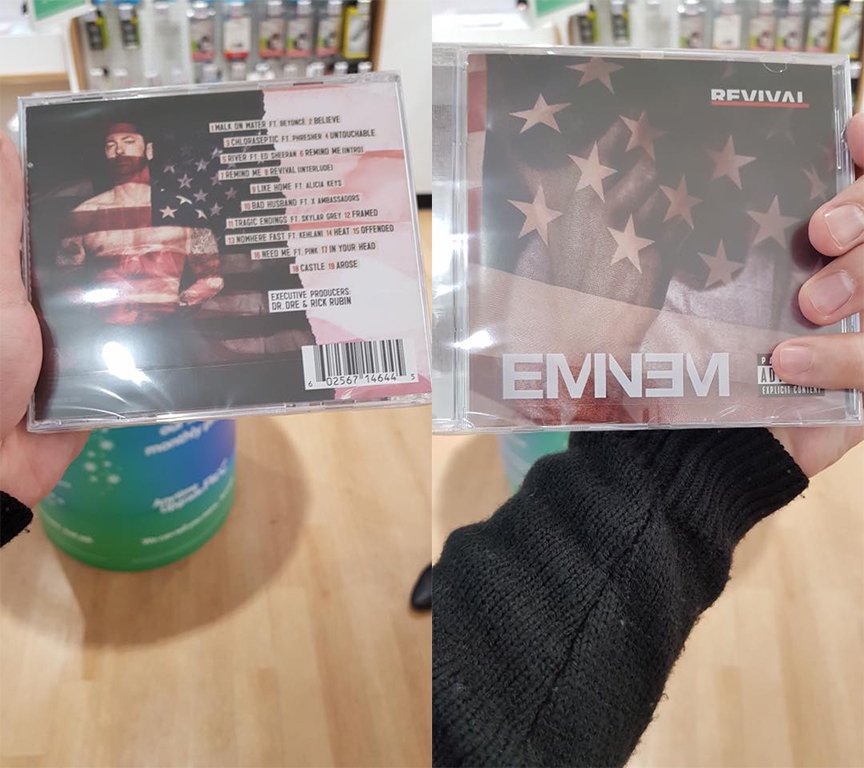 1 WALK ON WATER FT. BEYONCÉ 2 BELIEVE
3 CHLORASEPTIC FT. PHRESHER 4 UNTOUCHABLE
5 RIVER FT. ED SHEERAN 6 REMIND ME (INTRO)
7 REMIND ME 8 REVIVAL (INTERLUDE)
9 LIKE HOME FT. ALICIA KEYS
10 BAD HUSBAND FT. X AMBASSADORS
11 TRAGIC ENDINGS FT. SKYLAR GREY 12 FRAMED
13 NOWHERE FAST FT. KEHLANI 14 HEAT 15 OFFENDED
16 NEED ME FT. PINK 17 IN YOUR HEAD
18 CASTLE 19 AROSE
EXECUTIVE PRODUCERS:
DR. DRE & RICK RUBIN
6 02567 14644 5
monthly
REVIVAL
EMINƎM
EXPLICIT CONTENT